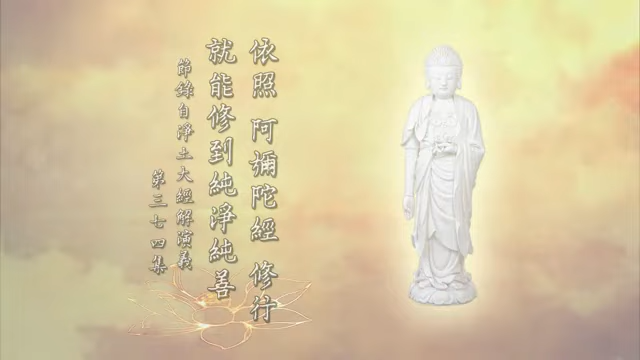 依照 阿彌陀經 修行
就能修到純淨純善
節錄自淨土大經解演義
第三七四集